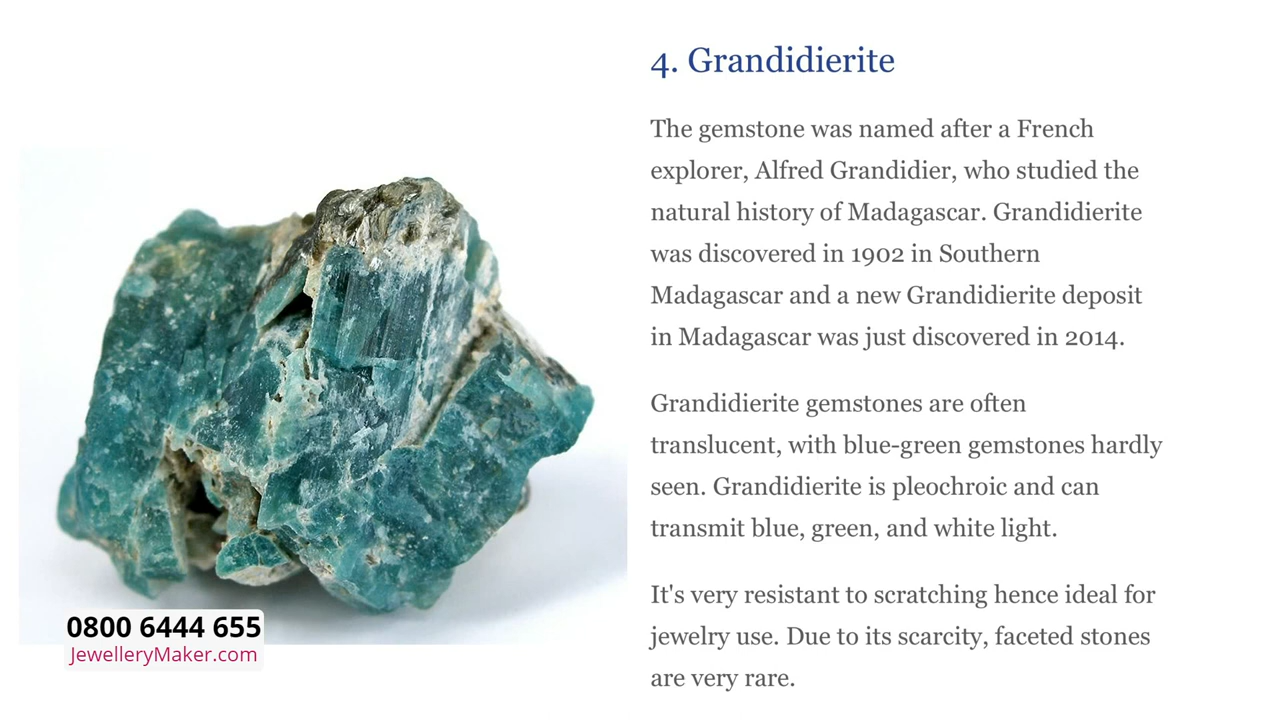 4. Grandidierite
The gemstone was named after a French
explorer, Alfred Grandidier, who studied the
natural history of Madagascar. Grandidierite
was discovered in 1902 in Southern
Madagascar and a new Grandidierite deposit
in Madagascar was just discovered in 2014.
Grandidierite gemstones are often
translucent, with blue-green gemstones hardly
seen. Grandidierite is pleochroic and can
transmit blue, green, and white light.
It's very resistant to scratching hence ideal for
jewelry use. Due to its scarcity, faceted stones
are very rare.
0800 6444 655
JewelleryMaker.com